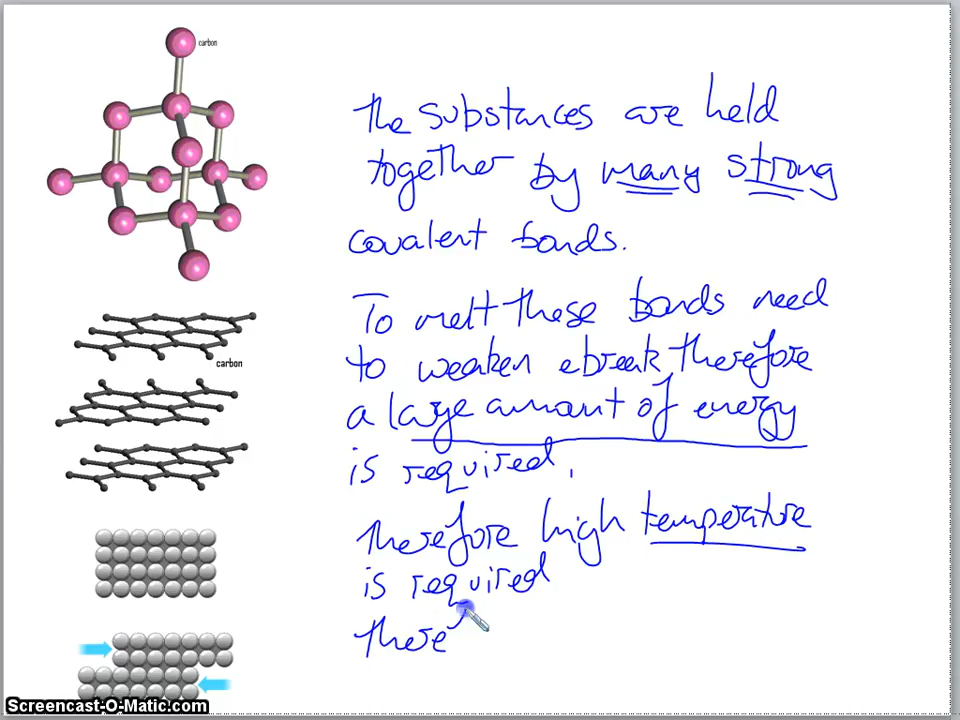 carbon
The substances are held
together by many strong
covalent bonds.
To melt these bonds need
to weaken & break therefore
a large amount of energy
is required.
carbon
Therefore high temperature
is required
there
Screencast-O-Matic.com